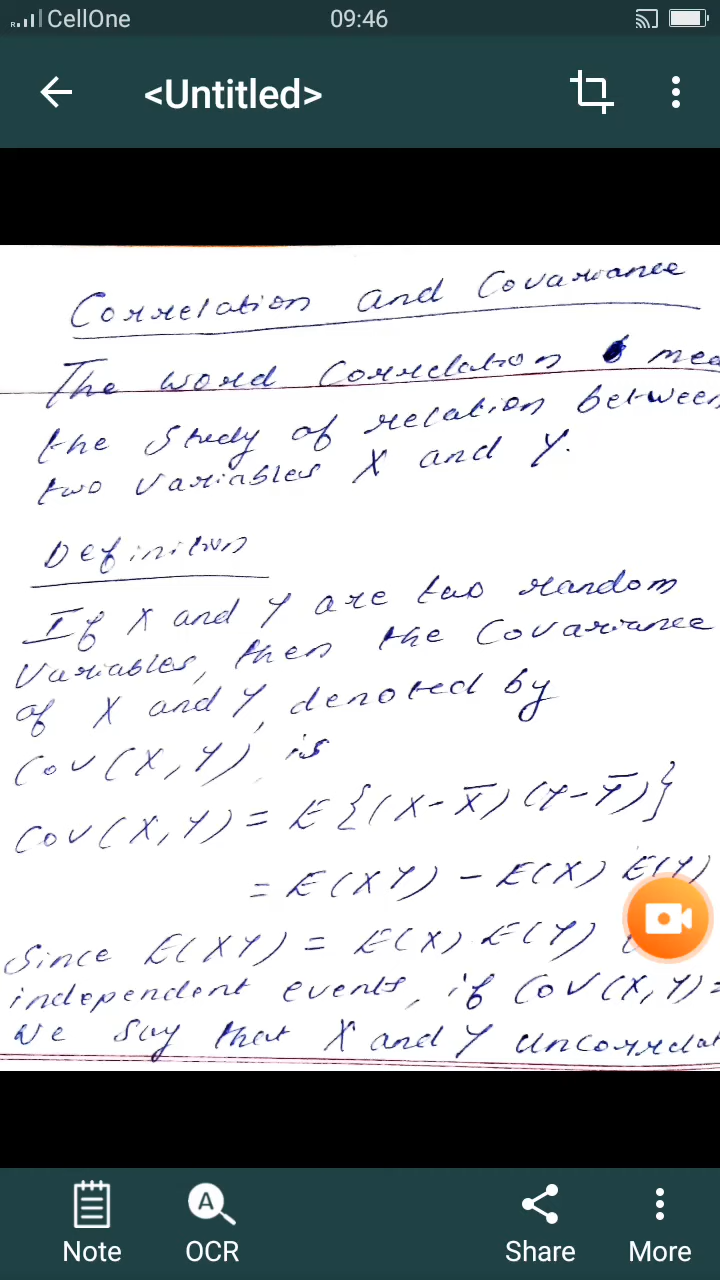 CellOne
09:46
<Untitled>
Correlation and Covariance
The word Correlation mea
the study of relation between
two variables X and Y.
Definition
If X and Y are two random
Variables, then the Covariance
of X and Y, denoted by
Cov(X, Y) is
Cov(X, Y) = E{(X-X̅)(Y-Y̅)}
= E(XY) - E(X) E(Y)
Since E(XY) = E(X) E(Y)
independent events, if Cov(X, Y) =
We Say that X and Y Uncorrelat
Note
OCR
Share
More